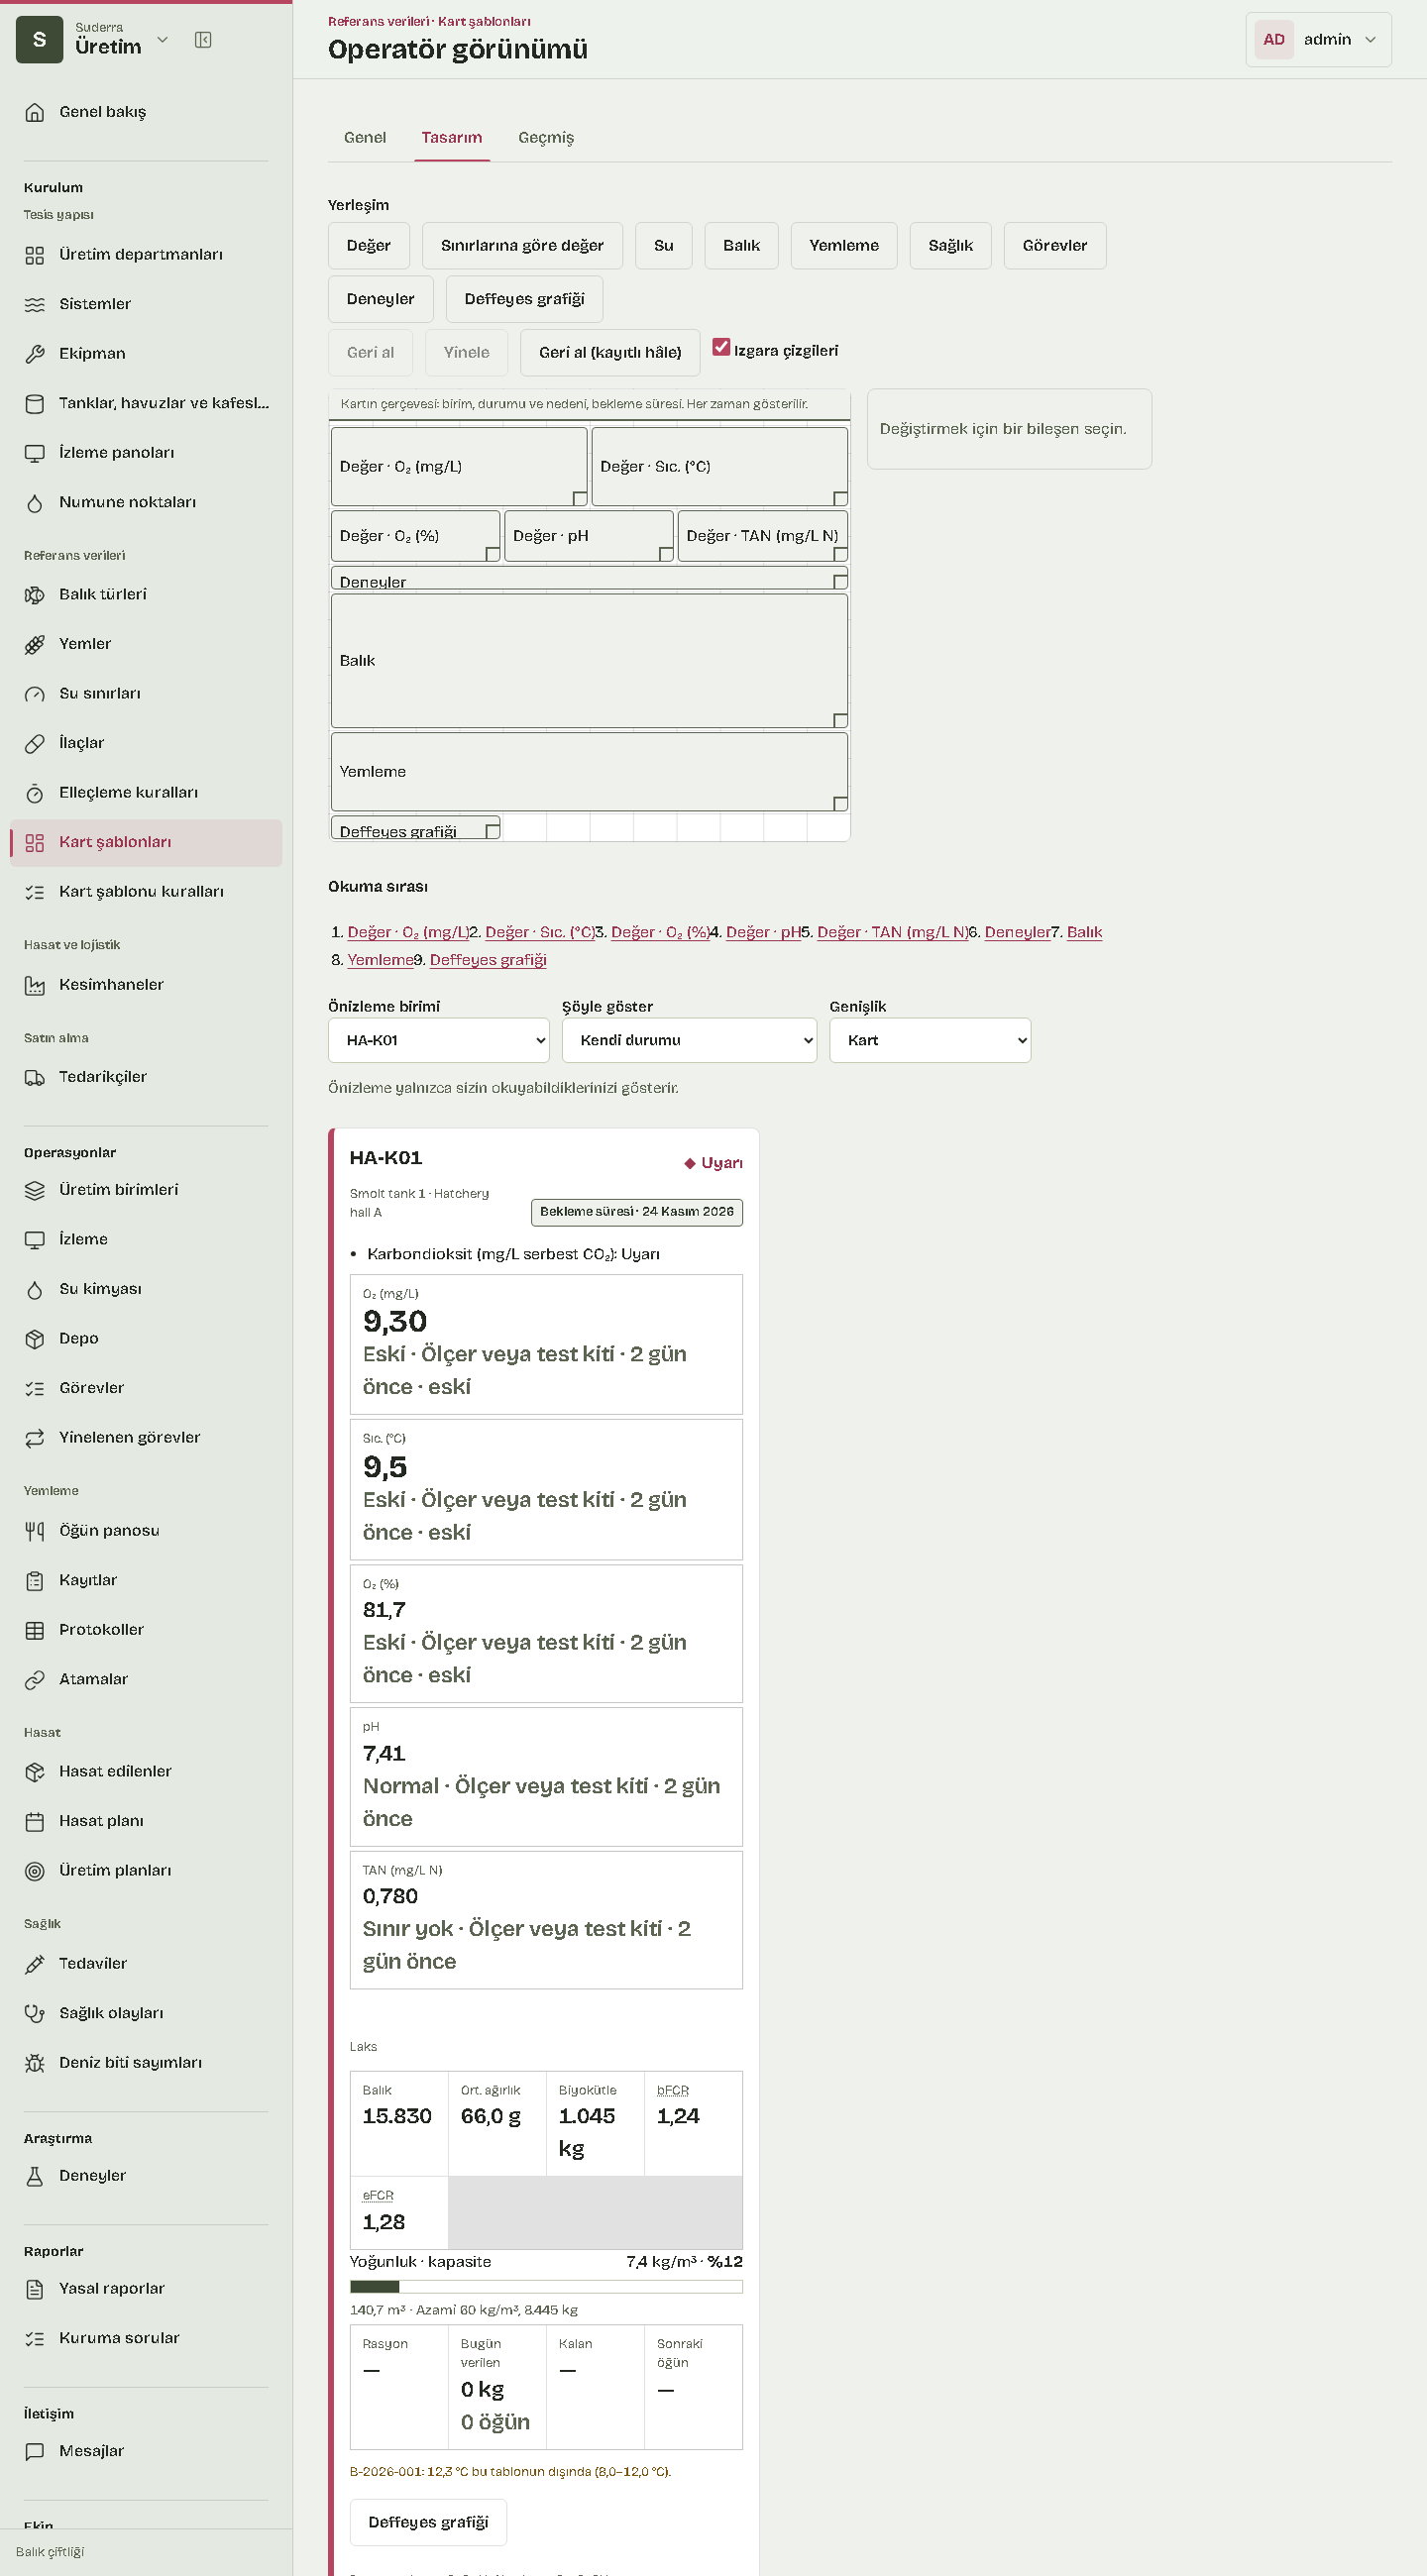 S
Suderra
Üretim
Genel bakış
Kurulum
Tesis yapısı
Üretim departmanları
Sistemler
Ekipman
Tanklar, havuzlar ve kafesl...
İzleme panoları
Numune noktaları
Referans verileri
Balık türleri
Yemler
Su sınırları
İlaçlar
Elleçleme kuralları
Kart şablonları
Kart şablonu kuralları
Hasat ve lojistik
Kesimhaneler
Satın alma
Tedarikçiler
Operasyonlar
Üretim birimleri
İzleme
Su kimyası
Depo
Görevler
Yinelenen görevler
Yemleme
Öğün panosu
Kayıtlar
Protokoller
Atamalar
Hasat
Hasat edilenler
Hasat planı
Üretim planları
Sağlık
Tedaviler
Sağlık olayları
Deniz biti sayımları
Araştırma
Deneyler
Raporlar
Yasal raporlar
Kuruma sorular
İletişim
Mesajlar
Ekip
Balık çiftliği
Referans verileri · Kart şablonları
Operatör görünümü
AD admin
Genel Tasarım Geçmiş
Yerleşim
Değer Sınırlarına göre değer Su Balık Yemleme Sağlık Görevler
Deneyler Deffeyes grafiği
Geri al Yinele Geri al (kayıtlı hâle) Izgara çizgileri
Kartın çerçevesi: birim, durumu ve nedeni, bekleme süresi. Her zaman gösterilir.
Değiştirmek için bir bileşen seçin.
Değer · O₂ (mg/L) Değer · Sıc. (°C)
Değer · O₂ (%) Değer · pH Değer · TAN (mg/L N)
Deneyler
Balık
Yemleme
Deffeyes grafiği
Okuma sırası
1. Değer · O₂ (mg/L)2. Değer · Sıc. (°C)3. Değer · O₂ (%)4. Değer · pH5. Değer · TAN (mg/L N)6. Deneyler7. Balık
8. Yemleme9. Deffeyes grafiği
Önizleme birimi Şöyle göster Genişlik
HA-K01 Kendi durumu Kart
Önizleme yalnızca sizin okuyabildiklerinizi gösterir.
HA-K01 ◆ Uyarı
Smolt tank 1 · Hatchery
hall A
Bekleme süresi · 24 Kasım 2026
• Karbondioksit (mg/L serbest CO₂): Uyarı
O₂ (mg/L)
9,30
Eski · Ölçer veya test kiti · 2 gün
önce · eski
Sıc. (°C)
9,5
Eski · Ölçer veya test kiti · 2 gün
önce · eski
O₂ (%)
81,7
Eski · Ölçer veya test kiti · 2 gün
önce · eski
pH
7,41
Normal · Ölçer veya test kiti · 2 gün
önce
TAN (mg/L N)
0,780
Sınır yok · Ölçer veya test kiti · 2
gün önce
Laks
Balık Ort. ağırlık Biyokütle bFCR
15.830 66,0 g 1.045 1,24
kg
eFCR
1,28
Yoğunluk · kapasite 7,4 kg/m³ · %12
140,7 m³ · Azami 60 kg/m³, 8.445 kg
Rasyon Bugün Kalan Sonraki
verilen öğün
— 0 kg — —
0 öğün
B-2026-001: 12,3 °C bu tablonun dışında (8,0–12,0 °C).
Deffeyes grafiği